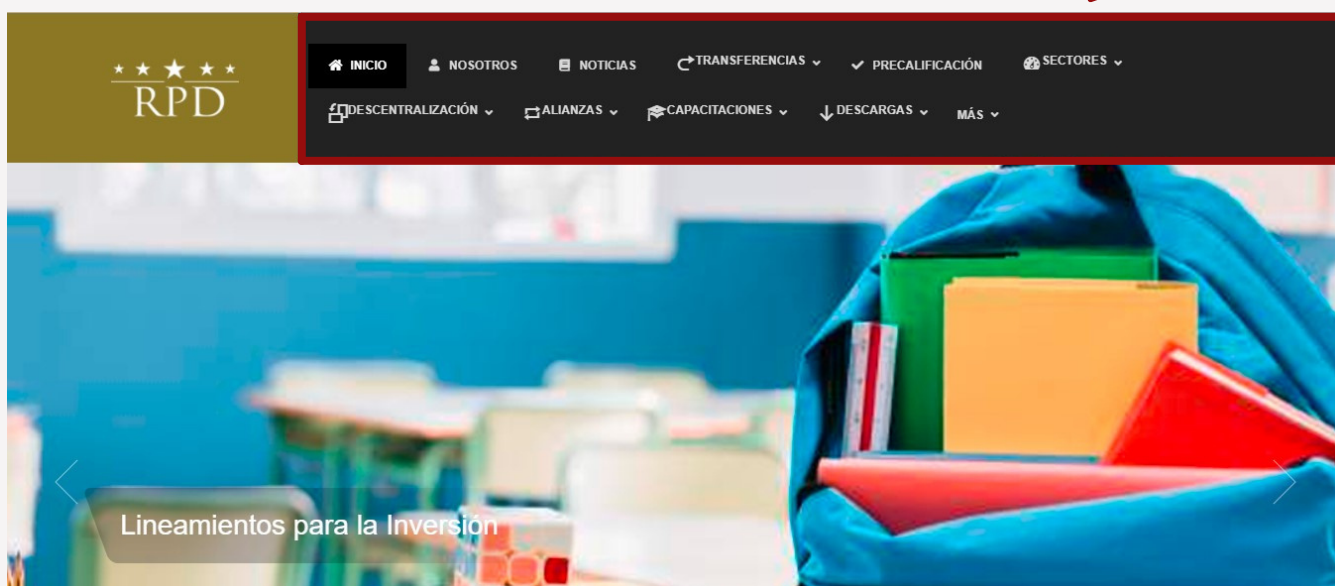 RPD
INICIO NOSOTROS NOTICIAS TRANSFERENCIAS PRECALIFICACIÓN SECTORES
DESCENTRALIZACIÓN ALIANZAS CAPACITACIONES DESCARGAS MÁS
Lineamientos para la Inversión